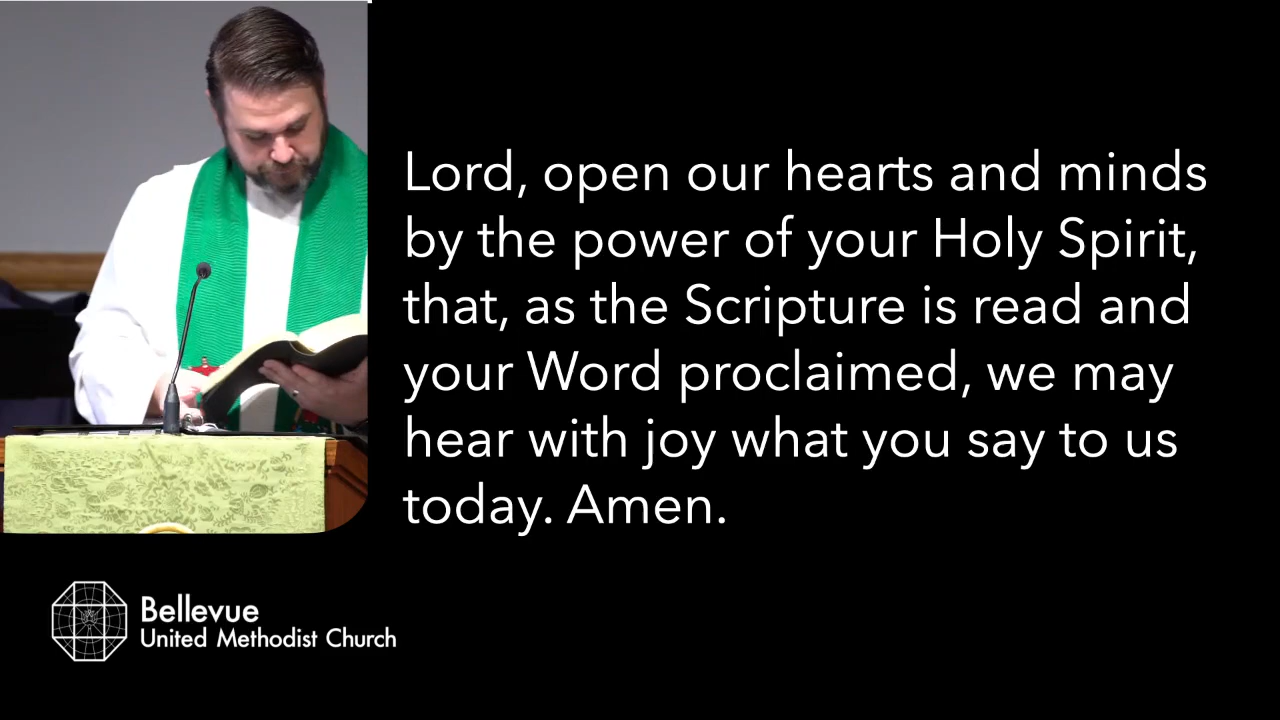 Lord, open our hearts and minds
by the power of your Holy Spirit,
that, as the Scripture is read and
your Word proclaimed, we may
hear with joy what you say to us
today. Amen.
Bellevue
United Methodist Church